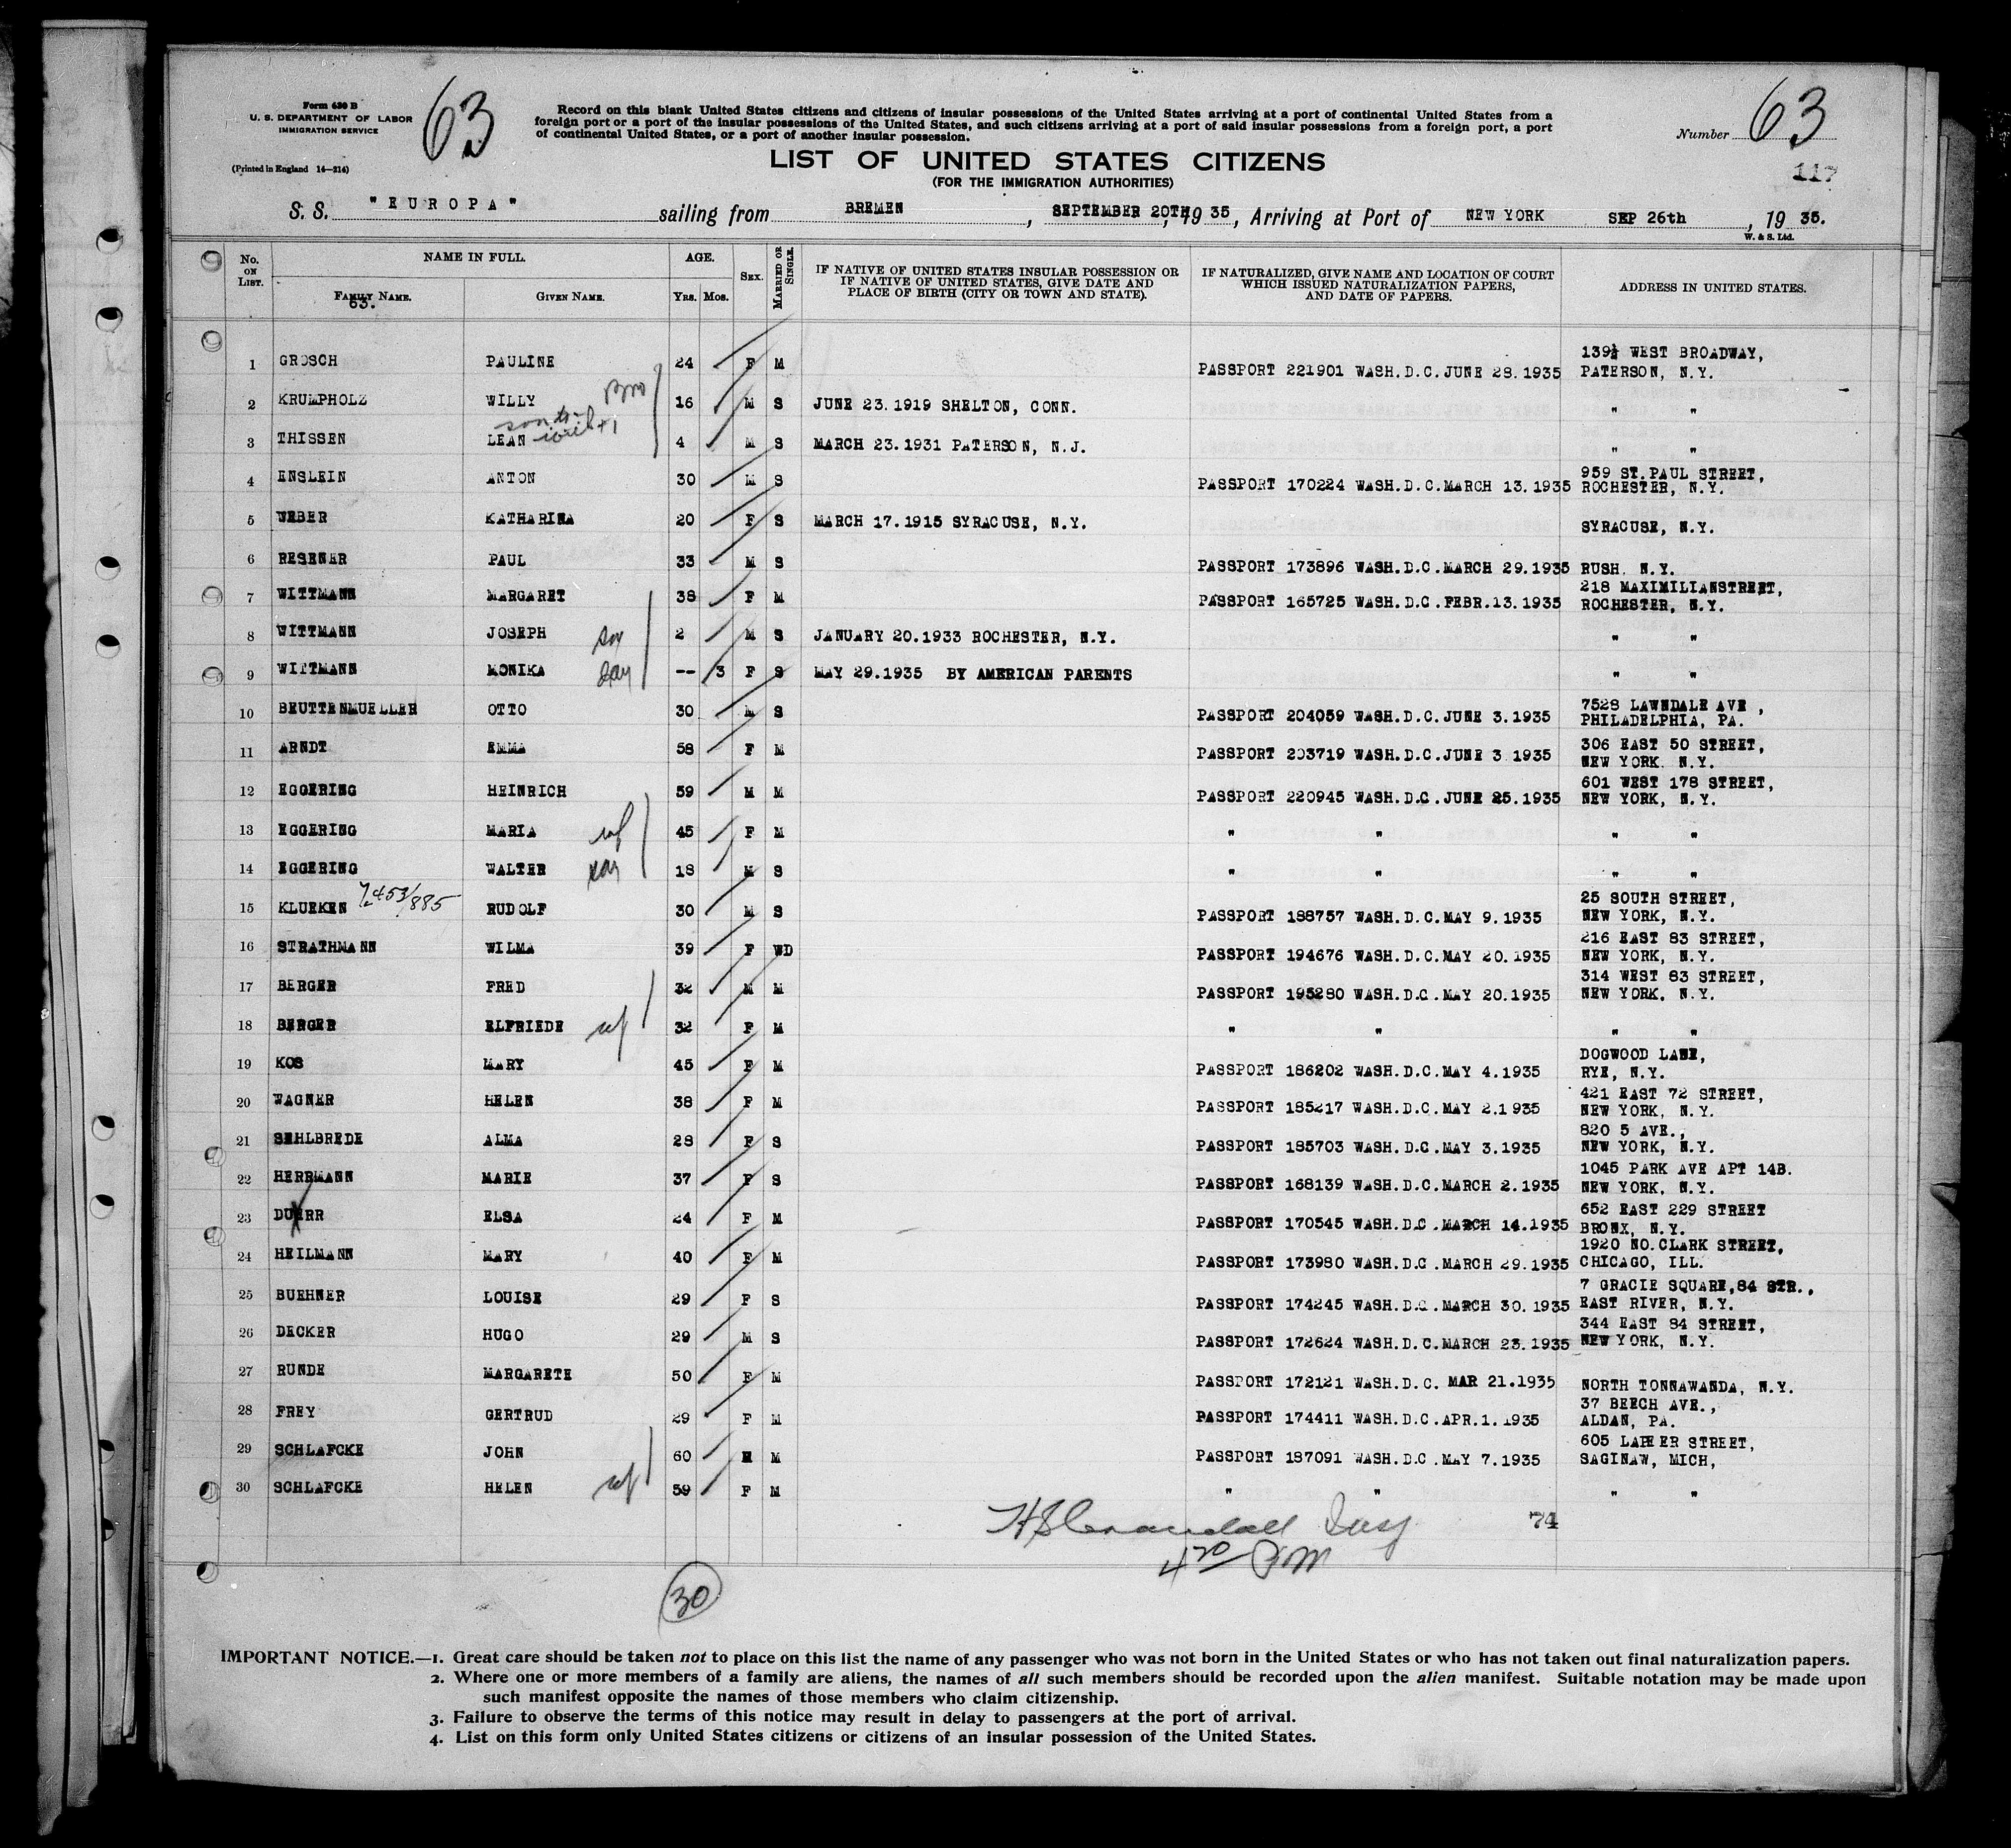 Form 630 B
U. S. DEPARTMENT OF LABOR
IMMIGRATION SERVICE
(Printed in England 14—214)
63
Record on this blank United States citizens and citizens of insular possessions of the United States arriving at a port of continental United States from a
foreign port or a port of the insular possessions of the United States, and such citizens arriving at a port of said insular possessions from a foreign port, a port
of continental United States, or a port of another insular possession.
Number 63
117
LIST OF UNITED STATES CITIZENS
(FOR THE IMMIGRATION AUTHORITIES)
S. S. "EUROPA" sailing from BREMEN, SEPTEMBER 20TH, 19 35, Arriving at Port of NEW YORK SEP 26th, 19 35.
W. & S. Ltd.
No. ON LIST. NAME IN FULL. AGE. SEX. MARRIED OR SINGLE. IF NATIVE OF UNITED STATES INSULAR POSSESSION OR IF NATIVE OF UNITED STATES, GIVE DATE AND PLACE OF BIRTH (CITY OR TOWN AND STATE). IF NATURALIZED, GIVE NAME AND LOCATION OF COURT WHICH ISSUED NATURALIZATION PAPERS, AND DATE OF PAPERS. ADDRESS IN UNITED STATES.
FAMILY NAME. GIVEN NAME. YRS. MOS.
63.
1 GROSCH PAULINE 24 F M PASSPORT 221901 WASH.D.C.JUNE 28.1935 139½ WEST BROADWAY, PATERSON, N.Y.
2 KRUMPHOLZ WILLY Bro 16 M S JUNE 23.1919 SHELTON, CONN. " "
3 THISSEN LEAN son to 4 M S MARCH 23.1931 PATERSON, N.J. " "
4 ENSLEIN ANTON 30 M S PASSPORT 170224 WASH.D.C.MARCH 13.1935 959 ST.PAUL STREET, ROCHESTER, N.Y.
5 WEBER KATHARINA 20 F S MARCH 17.1915 SYRACUSE, N.Y. SYRACUSE, N.Y.
6 RESENER PAUL 33 M S PASSPORT 173896 WASH.D.C.MARCH 29.1935 RUSH. N.Y.
7 WITTMANN MARGARET 38 F M PASSPORT 165725 WASH.D.C.FEBR.13.1935 218 MAXIMILIANSTREET, ROCHESTER, N.Y.
8 WITTMANN JOSEPH 2 M S JANUARY 20.1933 ROCHESTER, N.Y. " "
9 WITTMANN MONIKA -- 3 F S MAY 29.1935 BY AMERICAN PARENTS " "
10 BEUTTENMUELLER OTTO 30 M S PASSPORT 204059 WASH.D.C.JUNE 3.1935 7528 LAWNDALE AVE , PHILADELPHIA, PA.
11 ARNDT EMMA 58 F M PASSPORT 203719 WASH.D.C.JUNE 3 1935 306 EAST 50 STREET, NEW YORK. N.Y.
12 EGGERING HEINRICH 59 M M PASSPORT 220945 WASH.D.C.JUNE 25.1935 601 WEST 178 STREET, NEW YORK, N.Y.
13 EGGERING MARIA wf 45 F M " " " "
14 EGGERING WALTER 18 M S " " " "
15 KLUEKEN RUDOLF 30 M S PASSPORT 188757 WASH.D.C.MAY 9.1935 25 SOUTH STREET, NEW YORK, N.Y.
16 STRATHMANN WILMA 39 F WD PASSPORT 194676 WASH.D.C.MAY 20.1935 216 EAST 83 STREET, NEW YORK, N.Y.
17 BERGER FRED 32 M M PASSPORT 195280 WASH.D.C.MAY 20.1935 314 WEST 83 STREET, NEW YORK. N.Y.
18 BERGER ELFRIEDE wf 32 F M " " " "
19 KOS MARY 45 F M PASSPORT 186202 WASH.D.C.MAY 4.1935 DOGWOOD LANE, RYE, N.Y.
20 WAGNER HELEN 38 F M PASSPORT 185217 WASH.D.C.MAY 2.1935 421 EAST 72 STREET, NEW YORK, N.Y.
21 SEHLBREDE ALMA 28 F S PASSPORT 185703 WASH.D.C.MAY 3.1935 820 5 AVE., NEW YORK, N.Y.
22 HERRMANN MARIE 37 F S PASSPORT 168139 WASH.D.C.MARCH 2.1935 1045 PARK AVE APT 14B. NEW YORK, N.Y.
23 DUERR ELSA 24 F M PASSPORT 170545 WASH.D.C.MARCH 14.1935 652 EAST 229 STREET BRONX, N.Y.
24 HEILMANN MARY 40 F M PASSPORT 173980 WASH.D.C.MARCH 29.1935 1920 NO.CLARK STREET, CHICAGO, ILL.
25 BUEHNER LOUISE 29 F S PASSPORT 174245 WASH.D.C.MARCH 30.1935 7 GRACIE SQUARE,84 STR., EAST RIVER, N.Y.
26 DECKER HUGO 29 M S PASSPORT 172624 WASH.D.C.MARCH 23.1935 344 EAST 84 STREET, NEW YORK, N.Y.
27 RUNDE MARGARETE 50 F M PASSPORT 172121 WASH.D.C. MAR 21.1935 NORTH TONNAWANDA, N.Y.
28 FREY GERTRUD 29 F M PASSPORT 174411 WASH.D.C.APR.1.1935 37 BEECH AVE., ALDAN, PA.
29 SCHLAFCKE JOHN 60 M M PASSPORT 187091 WASH.D.C.MAY 7.1935 605 LAPEER STREET, SAGINAW, MICH,
30 SCHLAFCKE HELEN wf 59 F M " " " "
74
4 20 PM
30
IMPORTANT NOTICE.—1. Great care should be taken not to place on this list the name of any passenger who was not born in the United States or who has not taken out final naturalization papers.
2. Where one or more members of a family are aliens, the names of all such members should be recorded upon the alien manifest. Suitable notation may be made upon
such manifest opposite the names of those members who claim citizenship.
3. Failure to observe the terms of this notice may result in delay to passengers at the port of arrival.
4. List on this form only United States citizens or citizens of an insular possession of the United States.